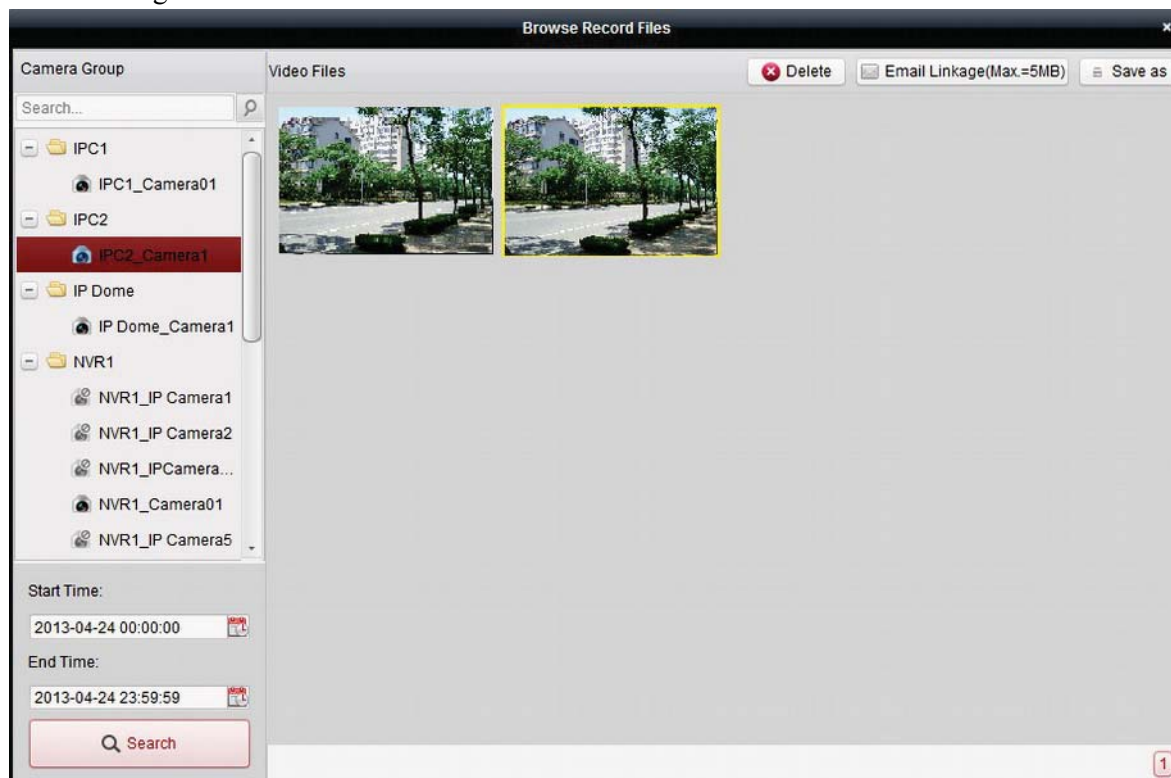 Browse Record Files
Camera Group
Video Files
Delete
Email Linkage(Max.=5MB)
Save as
Search...
IPC1
IPC1_Camera01
IPC2
IPC2_Camera1
IP Dome
IP Dome_Camera1
NVR1
NVR1_IP Camera1
NVR1_IP Camera2
NVR1_IPCamera...
NVR1_Camera01
NVR1_IP Camera5
Start Time:
2013-04-24 00:00:00
End Time:
2013-04-24 23:59:59
Search
1